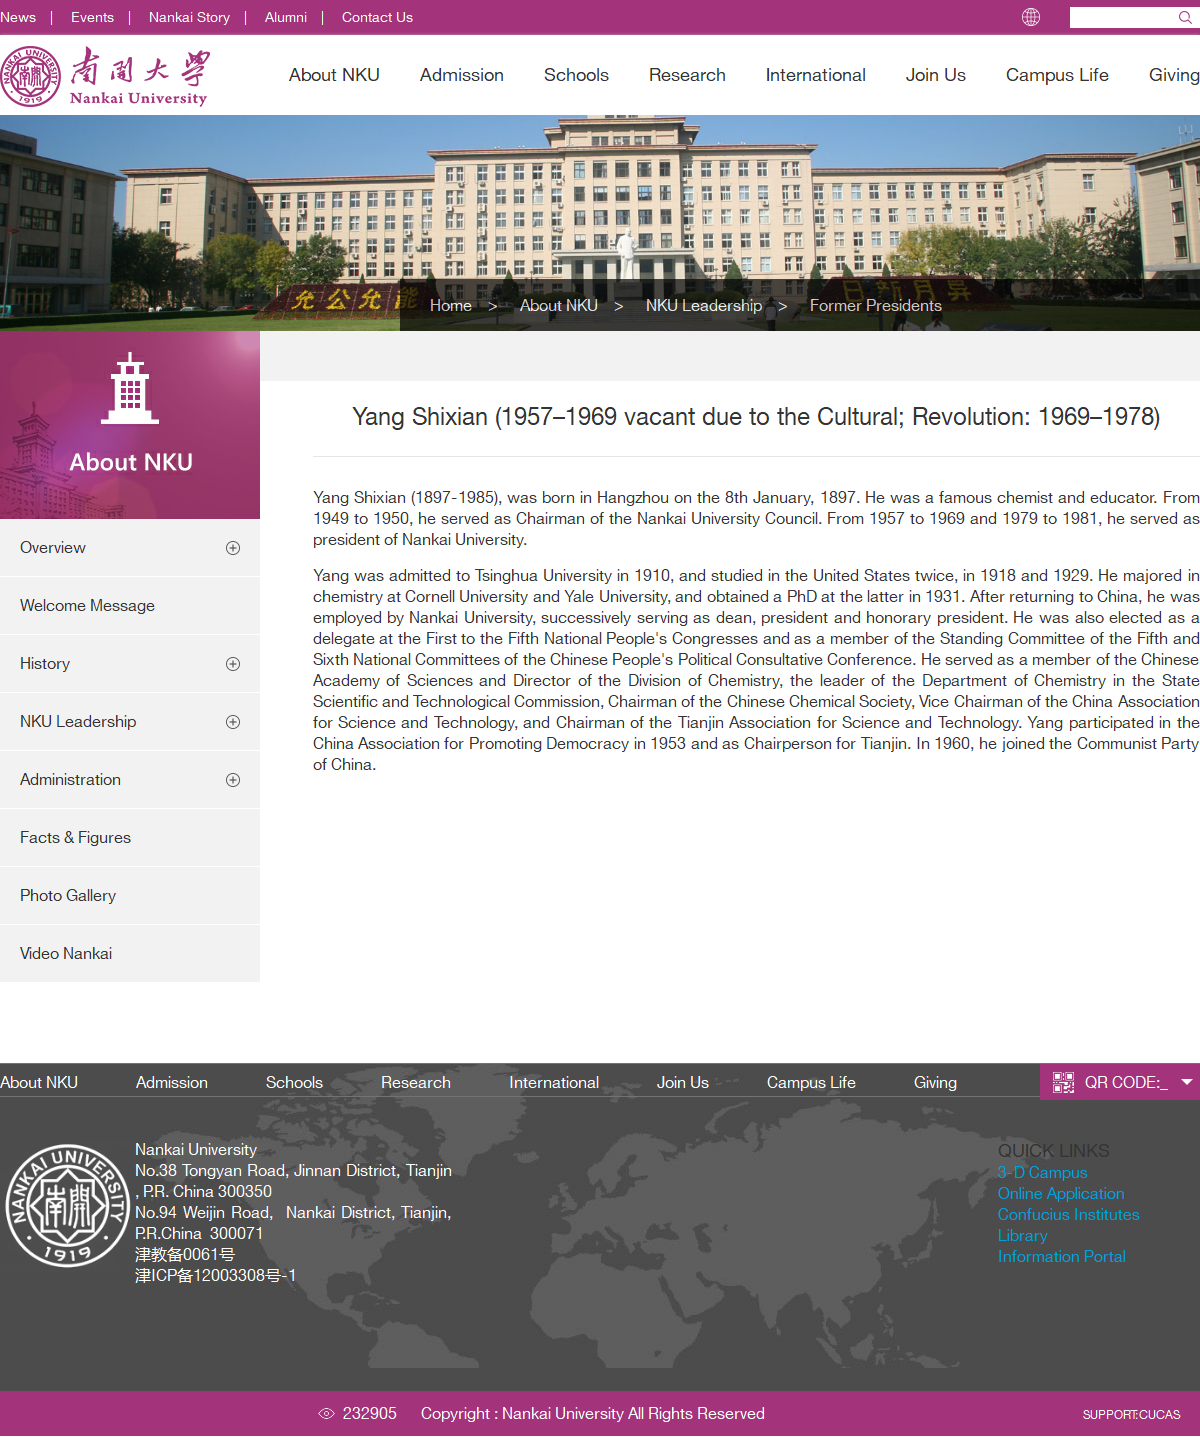 News | Events | Nankai Story | Alumni | Contact Us
NANKAI UNIVERSITY
1919
南開大學
Nankai University
About NKU Admission Schools Research International Join Us Campus Life Giving
允公允能
日新月异
Home > About NKU > NKU Leadership > Former Presidents
About NKU
Overview
Welcome Message
History
NKU Leadership
Administration
Facts & Figures
Photo Gallery
Video Nankai
Yang Shixian (1957–1969 vacant due to the Cultural; Revolution: 1969–1978)
Yang Shixian (1897-1985), was born in Hangzhou on the 8th January, 1897. He was a famous chemist and educator. From
1949 to 1950, he served as Chairman of the Nankai University Council. From 1957 to 1969 and 1979 to 1981, he served as
president of Nankai University.
Yang was admitted to Tsinghua University in 1910, and studied in the United States twice, in 1918 and 1929. He majored in
chemistry at Cornell University and Yale University, and obtained a PhD at the latter in 1931. After returning to China, he was
employed by Nankai University, successively serving as dean, president and honorary president. He was also elected as a
delegate at the First to the Fifth National People's Congresses and as a member of the Standing Committee of the Fifth and
Sixth National Committees of the Chinese People's Political Consultative Conference. He served as a member of the Chinese
Academy of Sciences and Director of the Division of Chemistry, the leader of the Department of Chemistry in the State
Scientific and Technological Commission, Chairman of the Chinese Chemical Society, Vice Chairman of the China Association
for Science and Technology, and Chairman of the Tianjin Association for Science and Technology. Yang participated in the
China Association for Promoting Democracy in 1953 and as Chairperson for Tianjin. In 1960, he joined the Communist Party
of China.
About NKU Admission Schools Research International Join Us Campus Life Giving
QR CODE:_
NANKAI UNIVERSITY
南開
1919
Nankai University
No.38 Tongyan Road, Jinnan District, Tianjin
, P.R. China 300350
No.94 Weijin Road, Nankai District, Tianjin,
P.R.China 300071
津教备0061号
津ICP备12003308号-1
QUICK LINKS
3-D Campus
Online Application
Confucius Institutes
Library
Information Portal
232905 Copyright : Nankai University All Rights Reserved
SUPPORT:CUCAS